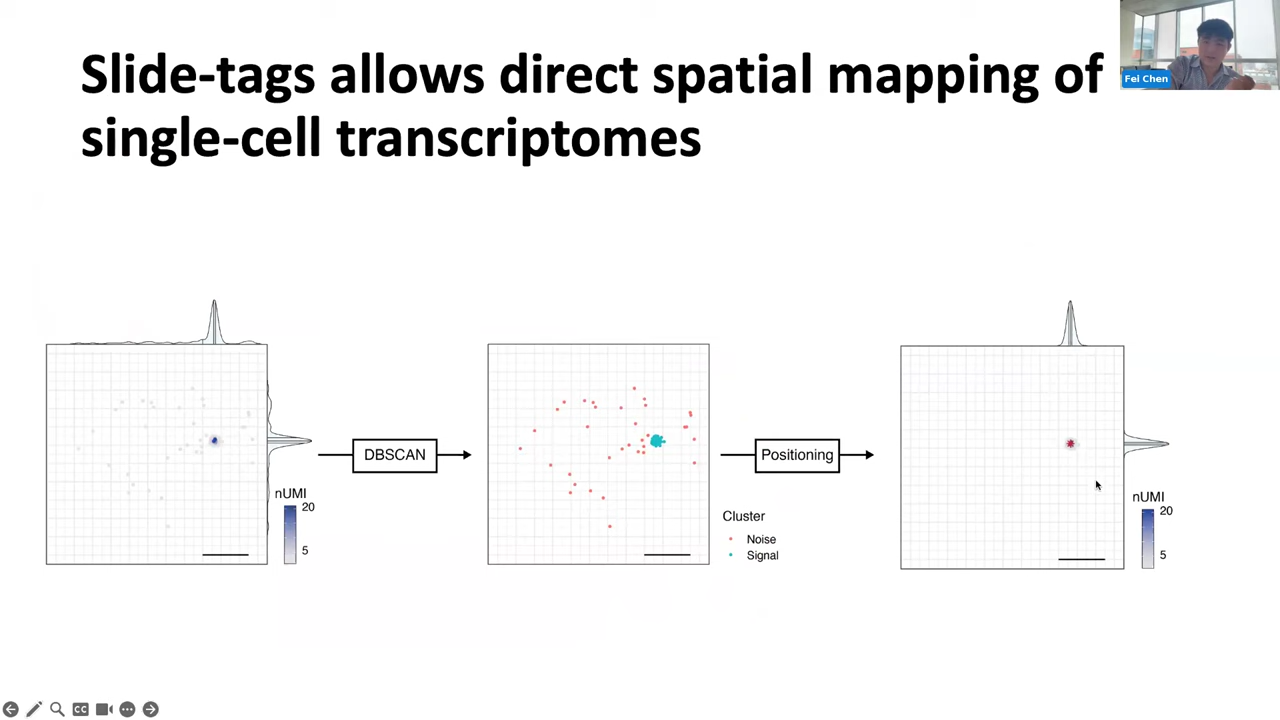 Slide-tags allows direct spatial mapping of
single-cell transcriptomes
Fei Chen
nUMI
20
5
DBSCAN
Cluster
Noise
Signal
Positioning
nUMI
20
5
CC